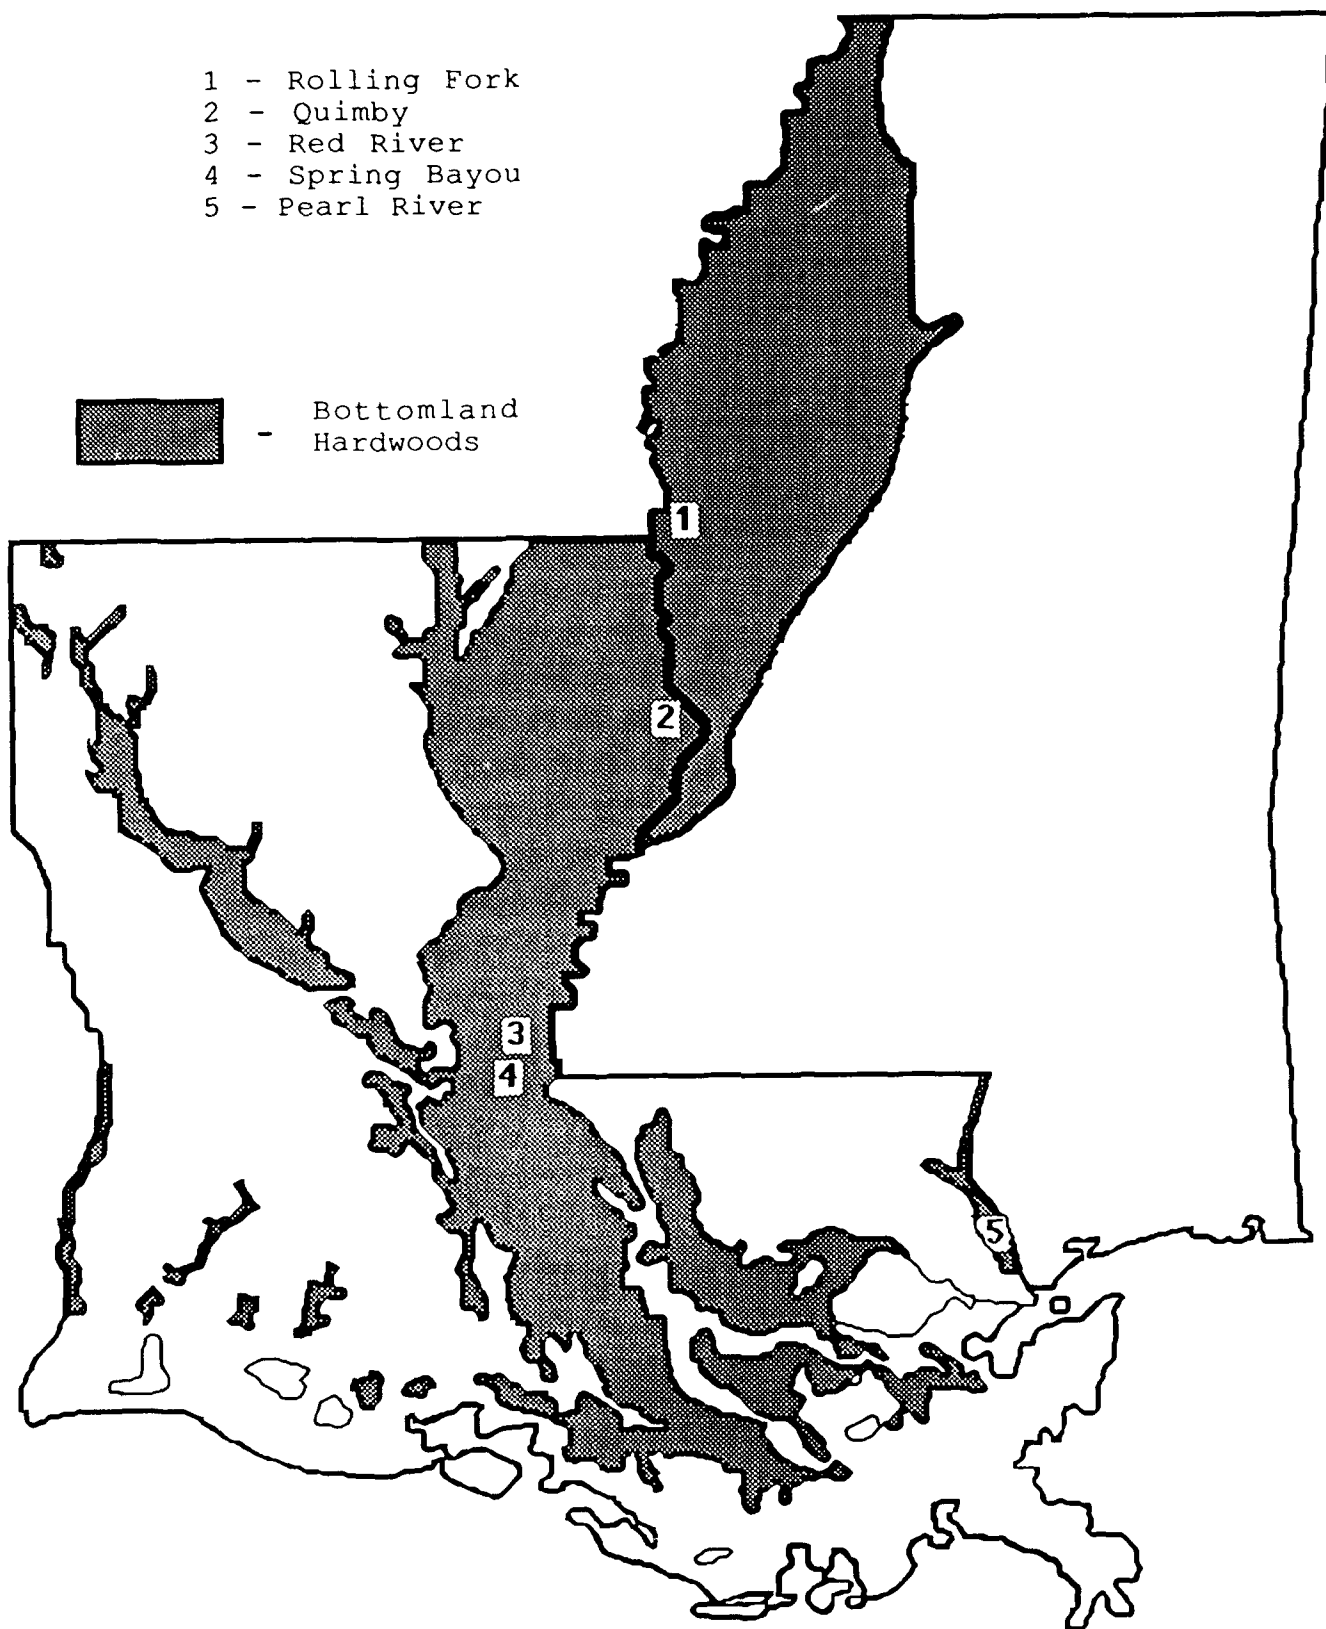 1 - Rolling Fork
2 - Quimby
3 - Red River
4 - Spring Bayou
5 - Pearl River
- Bottomland
Hardwoods
1
2
3
4
5